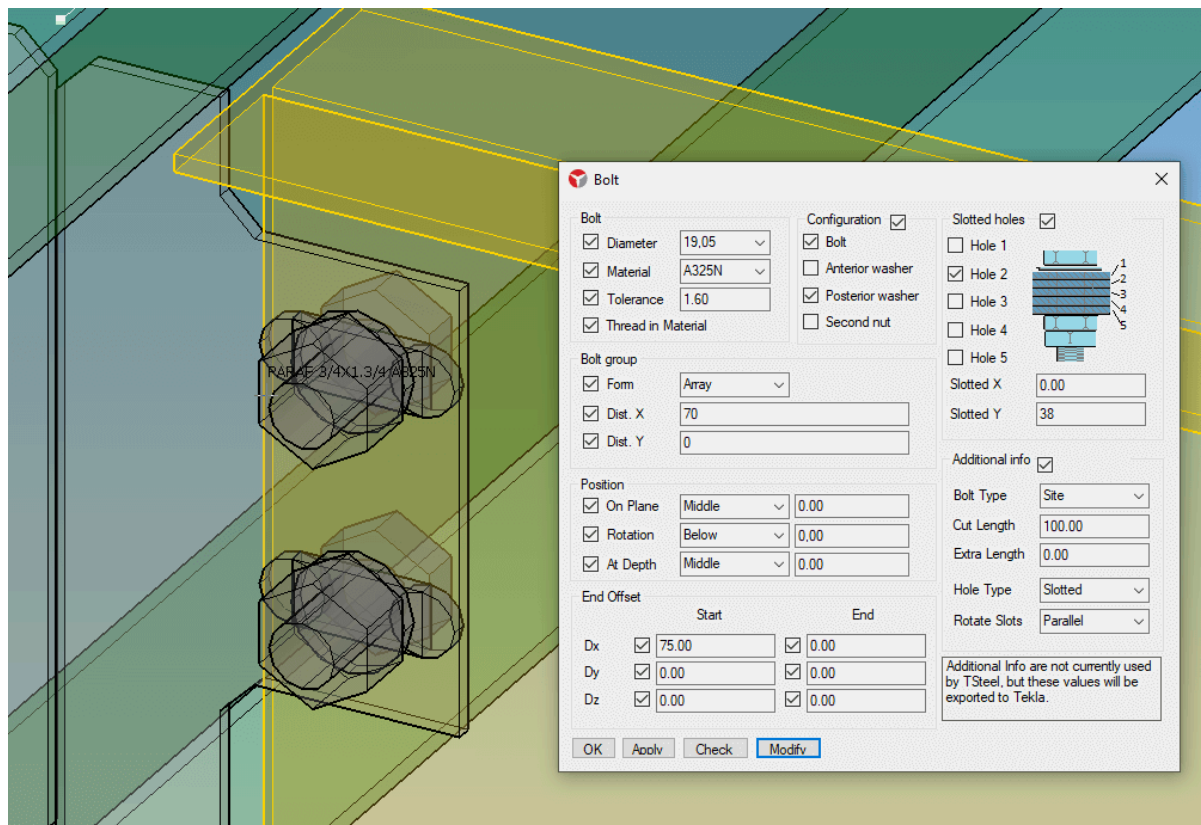 Bolt
Bolt
Diameter 19,05
Material A325N
Tolerance 1.60
Thread in Material
Configuration
Bolt
Anterior washer
Posterior washer
Second nut
Slotted holes
Hole 1
Hole 2
Hole 3
Hole 4
Hole 5
1
2
3
4
5
Slotted X 0.00
Slotted Y 38
Bolt group
Form Array
Dist. X 70
Dist. Y 0
Position
On Plane Middle 0.00
Rotation Below 0,00
At Depth Middle 0.00
End Offset
Start End
Dx 75.00 0.00
Dy 0.00 0.00
Dz 0.00 0.00
Additional info
Bolt Type Site
Cut Length 100.00
Extra Length 0.00
Hole Type Slotted
Rotate Slots Parallel
Additional Info are not currently used
by TSteel, but these values will be
exported to Tekla.
OK Apply Check Modify
PARAF 3/4X1.3/4 A325N